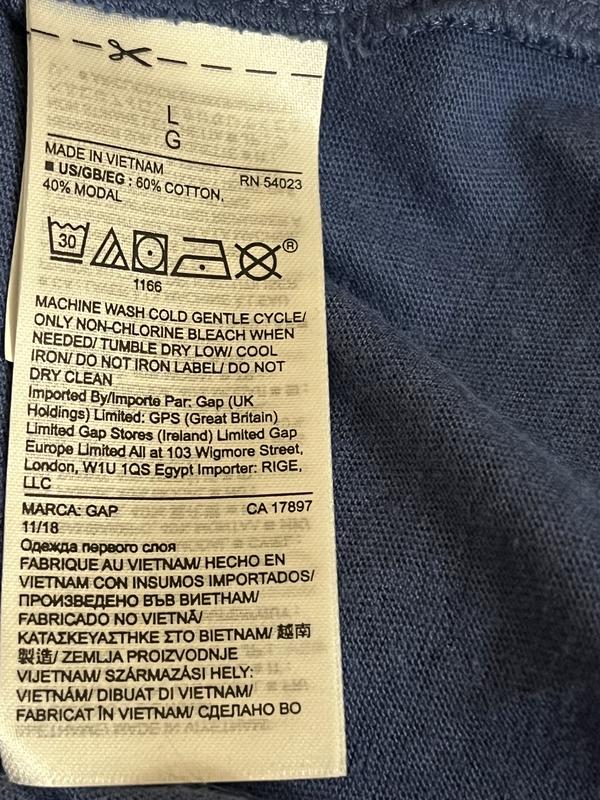 L
G
MADE IN VIETNAM
RN 54023
■ US/GB/EG : 60% COTTON,
40% MODAL
30
®
1166
MACHINE WASH COLD GENTLE CYCLE/
ONLY NON-CHLORINE BLEACH WHEN
NEEDED/ TUMBLE DRY LOW/ COOL
IRON/ DO NOT IRON LABEL/ DO NOT
DRY CLEAN
Imported By/Importe Par: Gap (UK
Holdings) Limited: GPS (Great Britain)
Limited Gap Stores (Ireland) Limited Gap
Europe Limited All at 103 Wigmore Street,
London, W1U 1QS Egypt Importer: RIGE,
LLC
MARCA: GAP CA 17897
11/18
Одежда первого слоя
FABRIQUE AU VIETNAM/ HECHO EN
VIETNAM CON INSUMOS IMPORTADOS/
ПРОИЗВЕДЕНО ВЪВ ВИЕТНАМ/
FABRICADO NO VIETNÃ/
ΚΑΤΑΣΚΕΥΑΣΤΗΚΕ ΣΤΟ ΒΙΕΤΝΑΜ/ 越南
製造/ ZEMLJA PROIZVODNJE
VIJETNAM/ SZÁRMAZÁSI HELY:
VIETNÁM/ DIBUAT DI VIETNAM/
FABRICAT ÎN VIETNAM/ СДЕЛАНО ВО